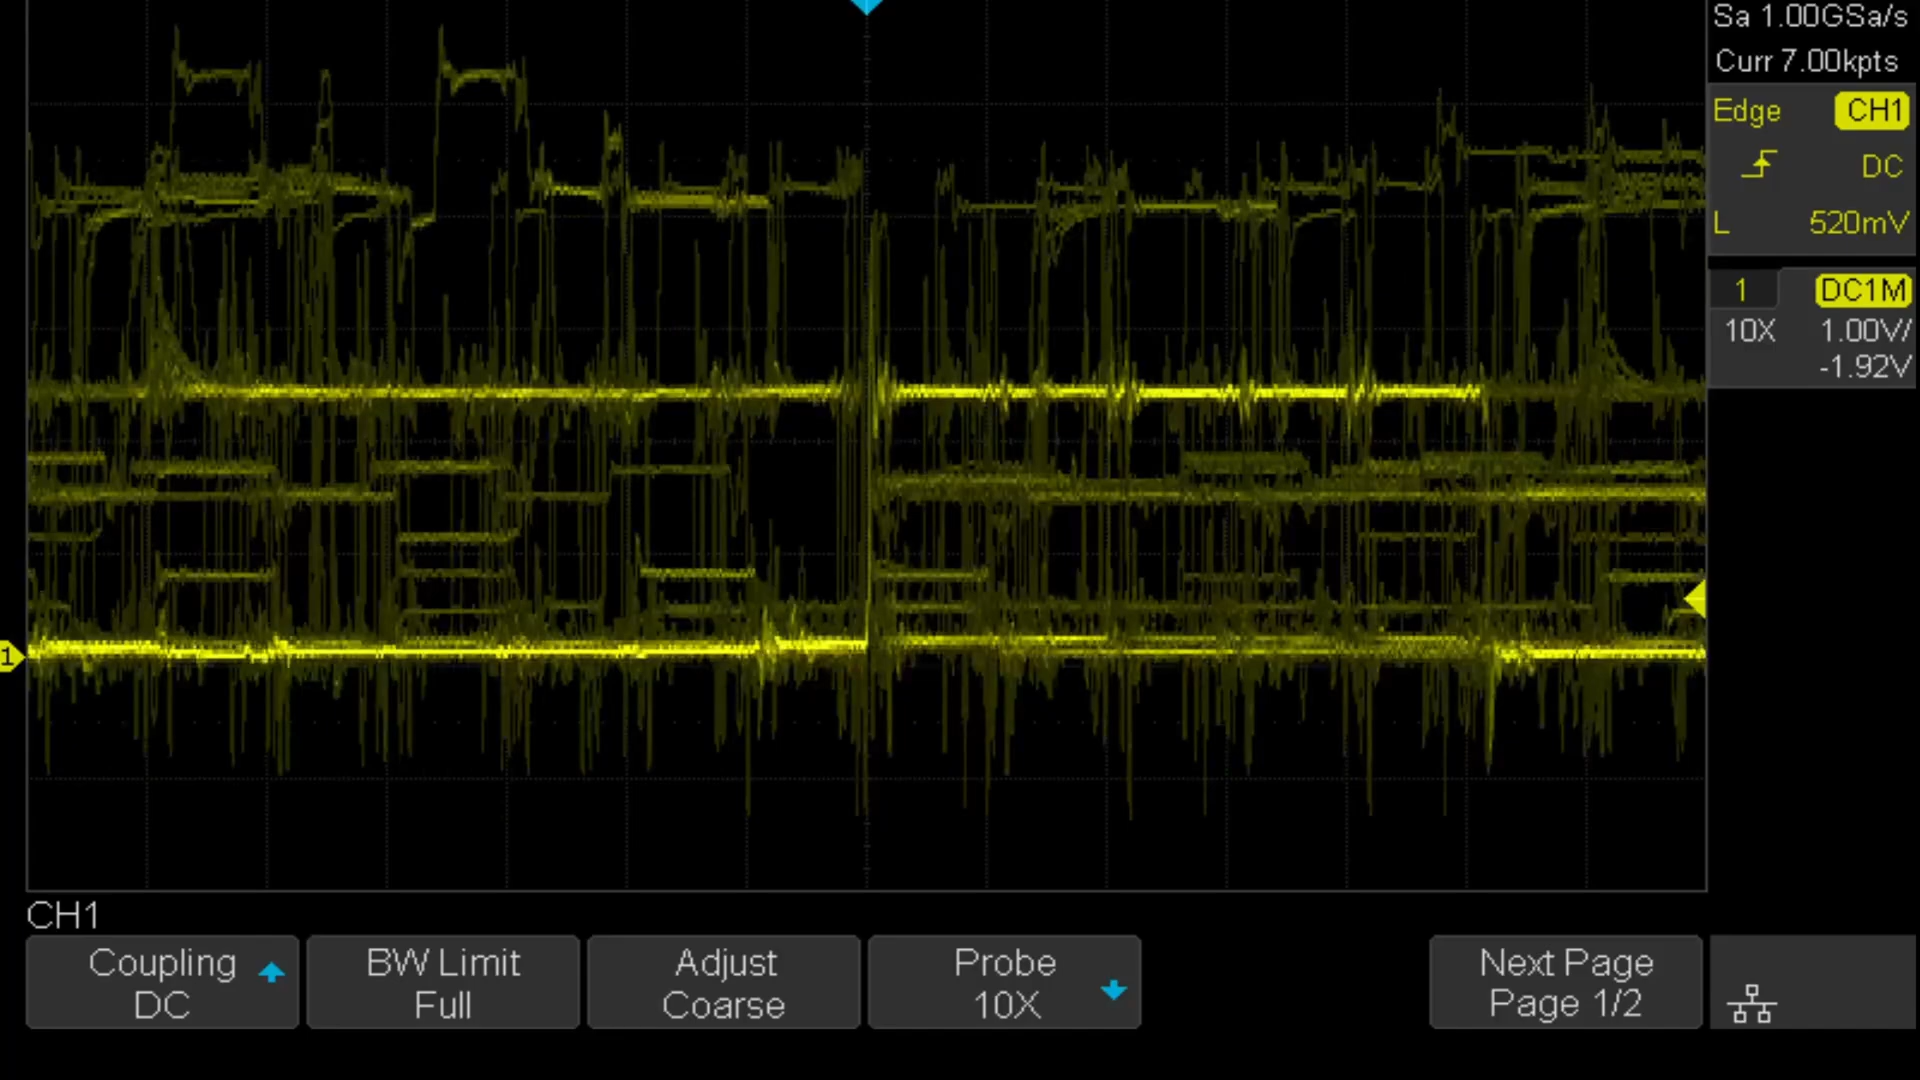 Sa 1.00GSa/s
Curr 7.00kpts
Edge CH1
DC
L 520mV
1 DC1M
10X 1.00V/
-1.92V
1
CH1
Coupling
DC
BW Limit
Full
Adjust
Coarse
Probe
10X
Next Page
Page 1/2